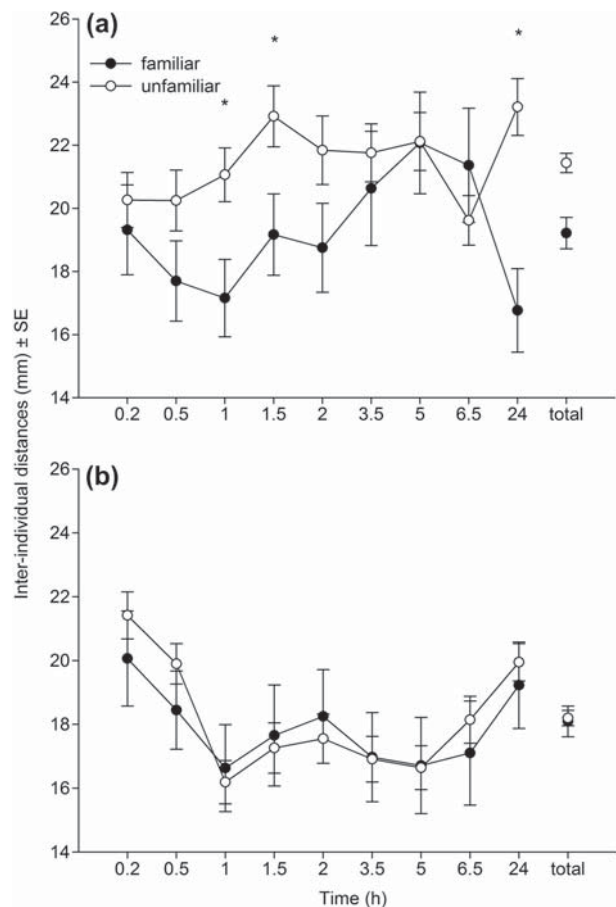 (a)
familiar
unfamiliar
*
*
*
26
24
22
20
18
16
14
0.2 0.5 1 1.5 2 3.5 5 6.5 24 total
Inter-individual distances (mm) ± SE
(b)
26
24
22
20
18
16
14
0.2 0.5 1 1.5 2 3.5 5 6.5 24 total
Time (h)